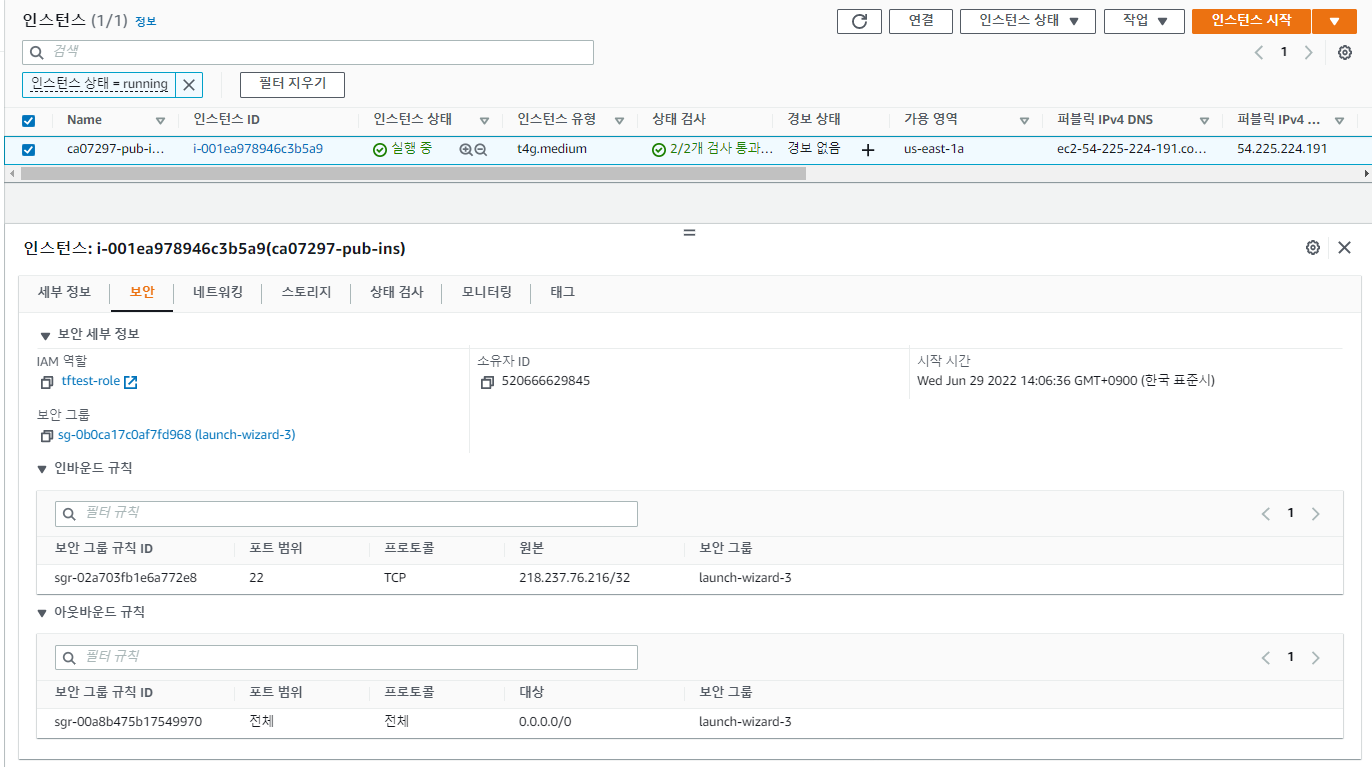 인스턴스 (1/1) 정보 연결 인스턴스 상태 작업 인스턴스 시작
검색 1
인스턴스 상태 = running 필터 지우기
Name 인스턴스 ID 인스턴스 상태 인스턴스 유형 상태 검사 경보 상태 가용 영역 퍼블릭 IPv4 DNS 퍼블릭 IPv4 ...
ca07297-pub-i... i-001ea978946c3b5a9 실행 중 t4g.medium 2/2개 검사 통과... 경보 없음 us-east-1a ec2-54-225-224-191.co... 54.225.224.191
인스턴스: i-001ea978946c3b5a9(ca07297-pub-ins)
세부 정보 보안 네트워킹 스토리지 상태 검사 모니터링 태그
보안 세부 정보
IAM 역할 소유자 ID 시작 시간
tftest-role 520666629845 Wed Jun 29 2022 14:06:36 GMT+0900 (한국 표준시)
보안 그룹
sg-0b0ca17c0af7fd968 (launch-wizard-3)
인바운드 규칙
필터 규칙 1
보안 그룹 규칙 ID 포트 범위 프로토콜 원본 보안 그룹
sgr-02a703fb1e6a772e8 22 TCP 218.237.76.216/32 launch-wizard-3
아웃바운드 규칙
필터 규칙 1
보안 그룹 규칙 ID 포트 범위 프로토콜 대상 보안 그룹
sgr-00a8b475b17549970 전체 전체 0.0.0.0/0 launch-wizard-3